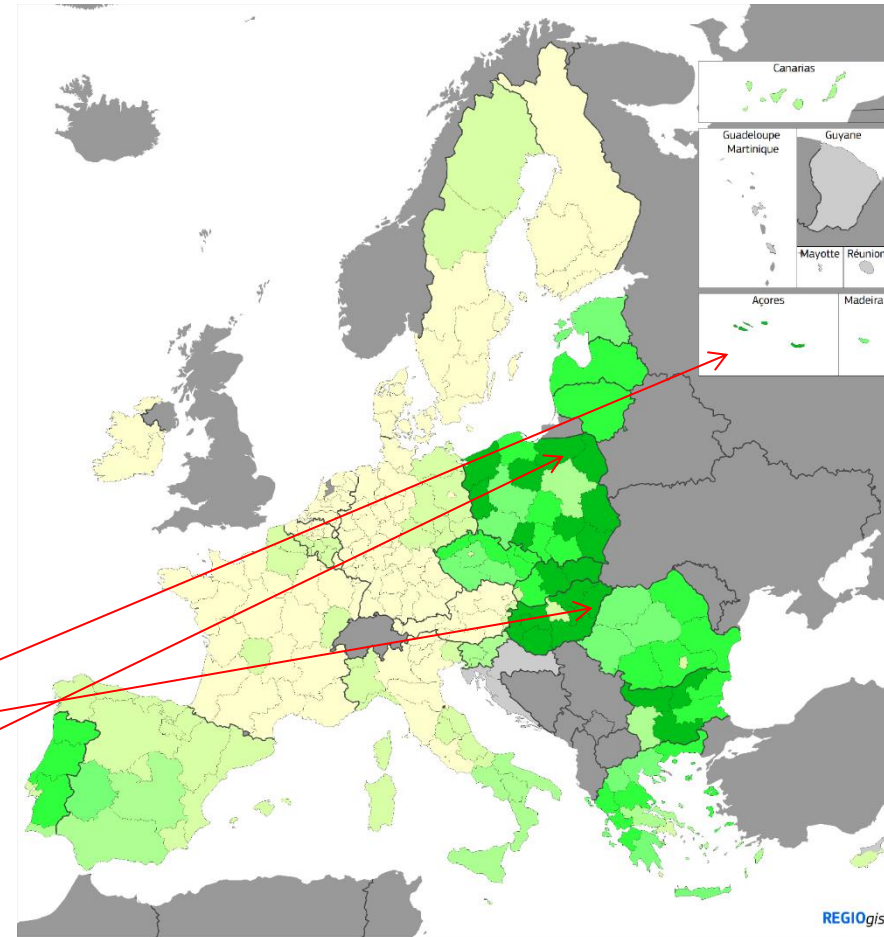 Canarias
Guadeloupe
Martinique
Guyane
Mayotte
Réunion
Açores
Madeira
REGIOgis